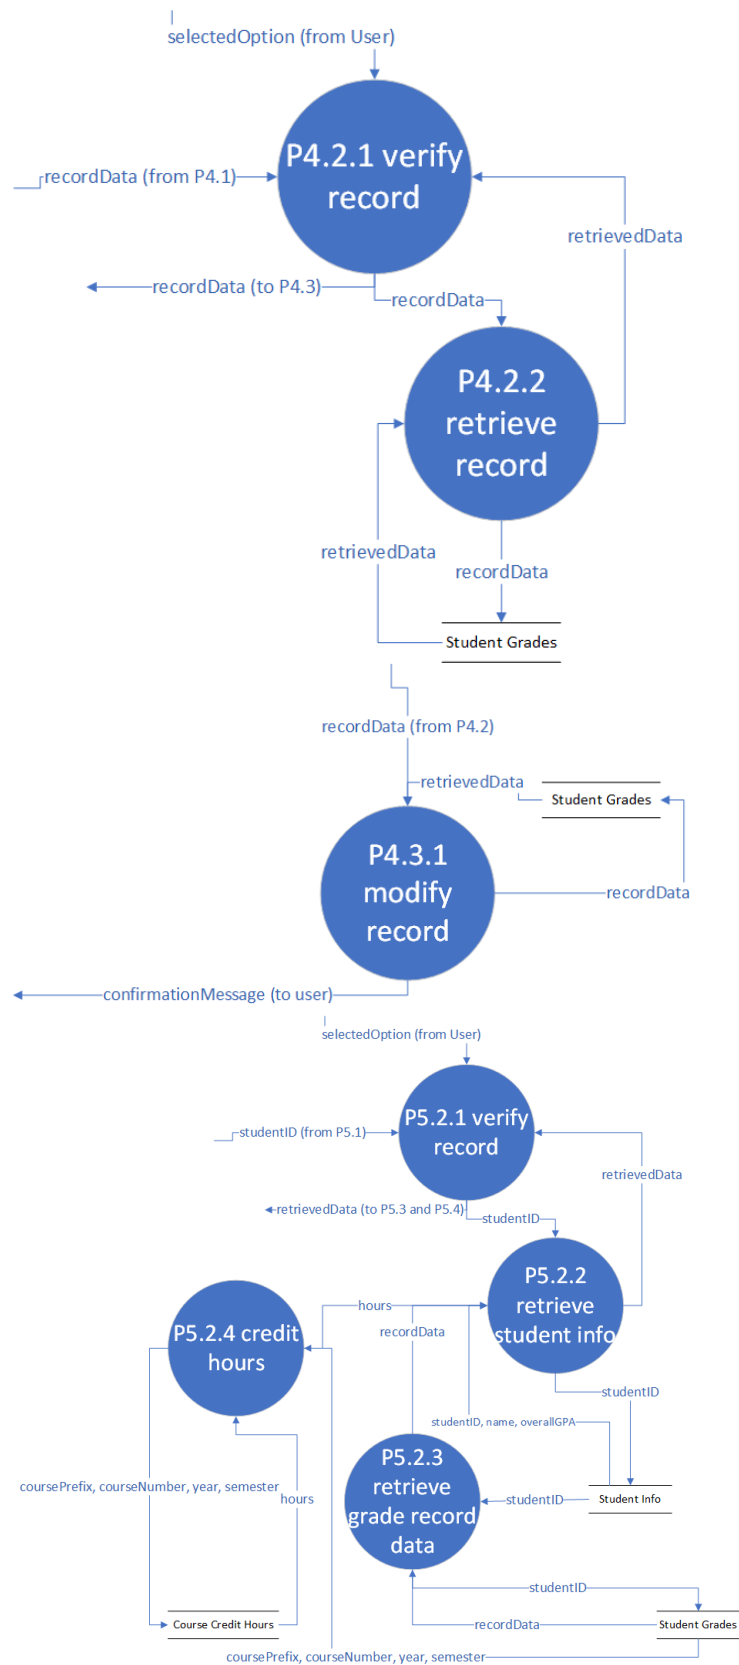 selectedOption (from User)
P4.2.1 verify
record
recordData (from P4.1)
retrievedData
recordData (to P4.3)
recordData
P4.2.2
retrieve
record
retrievedData
recordData
Student Grades
recordData (from P4.2)
retrievedData
Student Grades
P4.3.1
modify
record
recordData
confirmationMessage (to user)
selectedOption (from User)
P5.2.1 verify
record
studentID (from P5.1)
retrievedData
retrievedData (to P5.3 and P5.4)
studentID
P5.2.2
retrieve
student info
hours
P5.2.4 credit
hours
recordData
studentID
studentID, name, overallGPA
P5.2.3
retrieve
grade record
data
coursePrefix, courseNumber, year, semester
hours
studentID
Student Info
studentID
Course Credit Hours
recordData
Student Grades
coursePrefix, courseNumber, year, semester